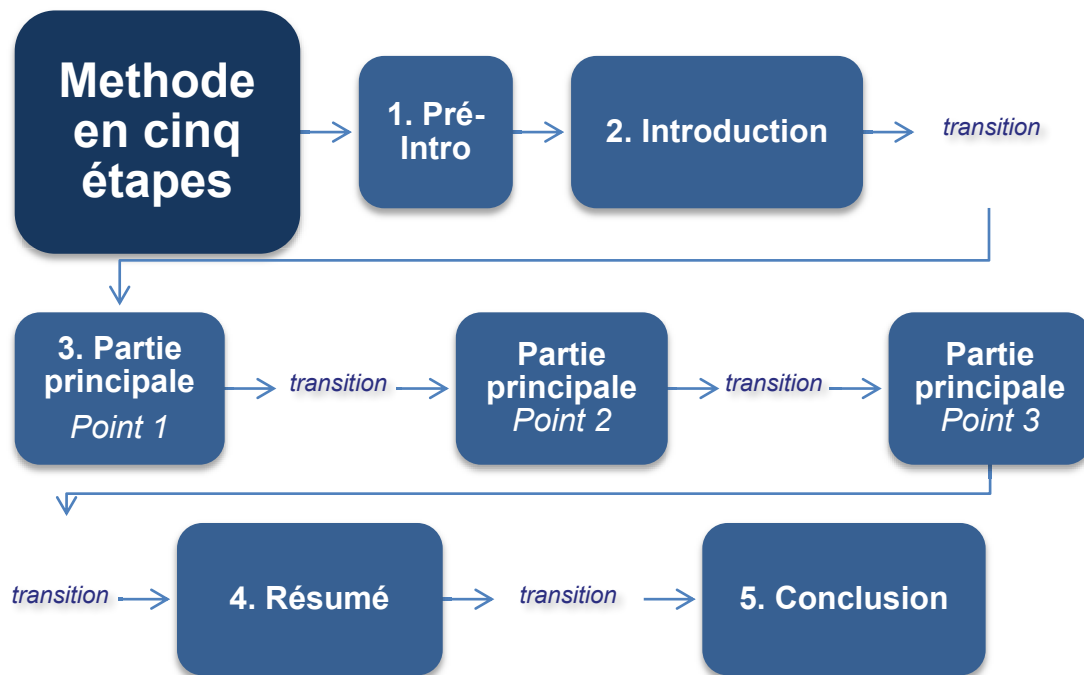 Methode
en cinq
étapes
1. Pré-
Intro
2. Introduction
transition
3. Partie
principale
Point 1
transition
Partie
principale
Point 2
transition
Partie
principale
Point 3
transition
4. Résumé
transition
5. Conclusion